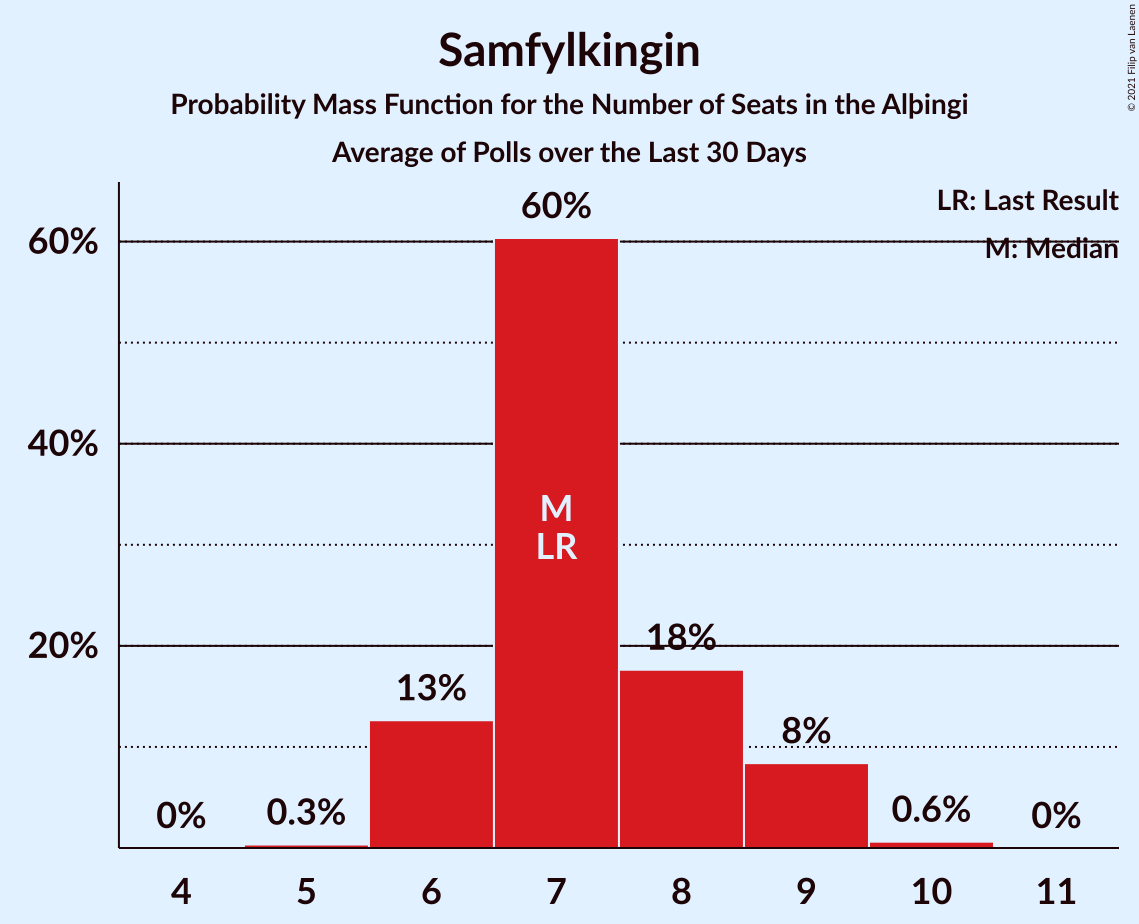 Samfylkingin
Probability Mass Function for the Number of Seats in the Alþingi
Average of Polls over the Last 30 Days
© 2021 Filip van Laenen
LR: Last Result
M: Median
60%
40%
20%
0%
0.3%
13%
60%
18%
8%
0.6%
0%
M
LR
4
5
6
7
8
9
10
11